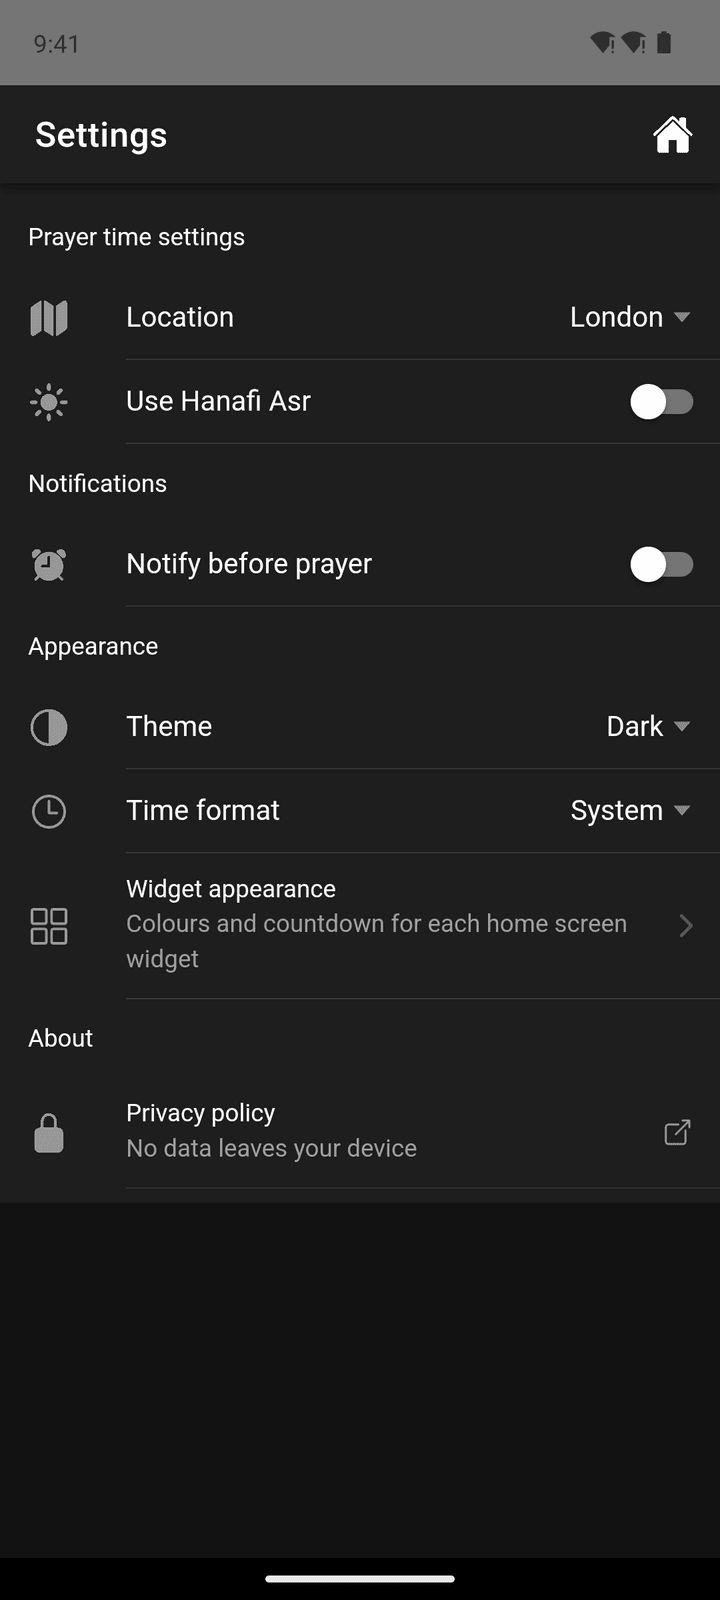 9:41
Settings
Prayer time settings
Location
London
Use Hanafi Asr
Notifications
Notify before prayer
Appearance
Theme
Dark
Time format
System
Widget appearance
Colours and countdown for each home screen
widget
About
Privacy policy
No data leaves your device